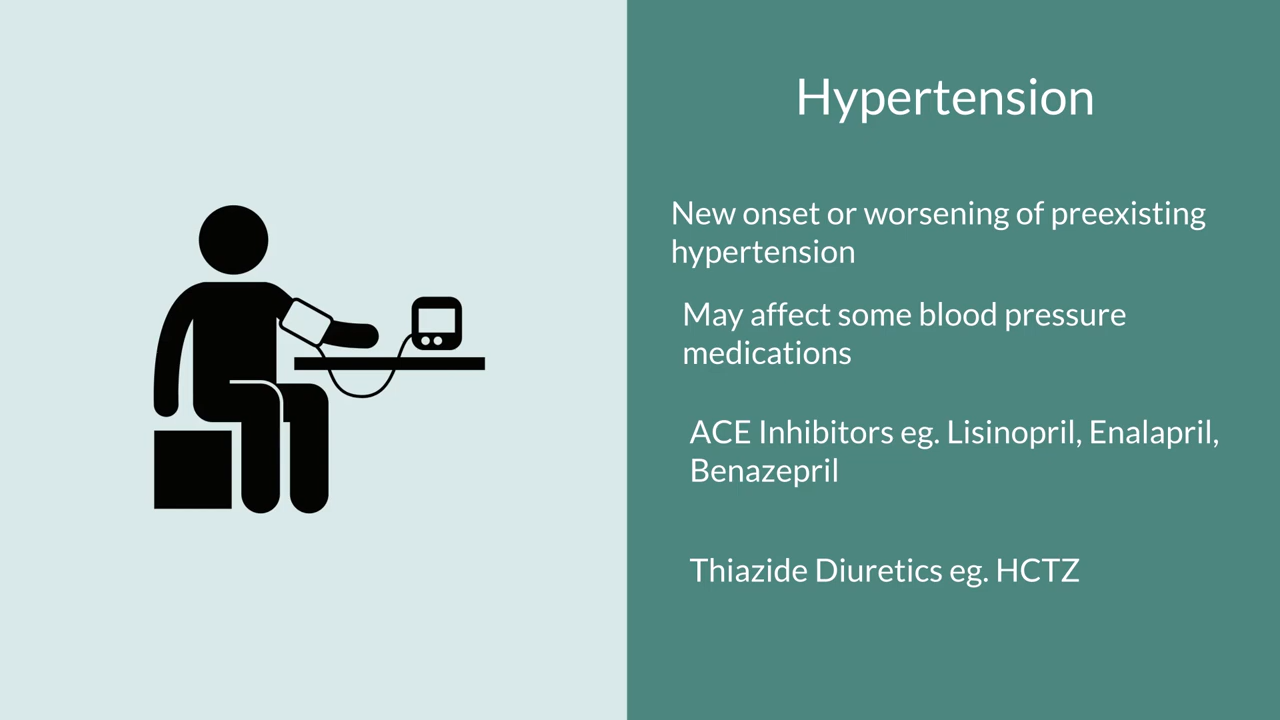 Hypertension
New onset or worsening of preexisting
hypertension
May affect some blood pressure
medications
ACE Inhibitors eg. Lisinopril, Enalapril,
Benazepril
Thiazide Diuretics eg. HCTZ